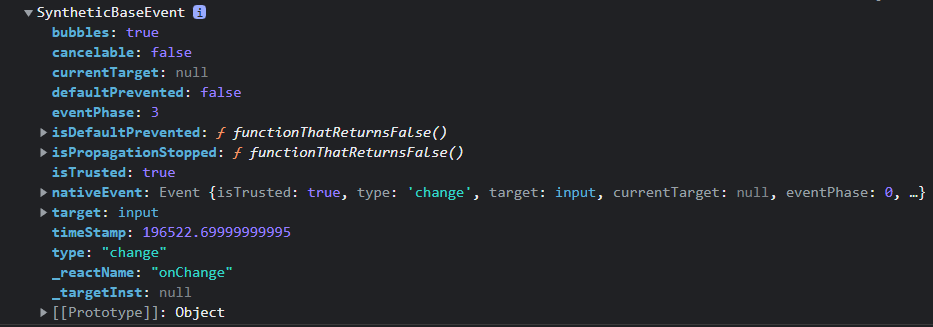 ▼SyntheticBaseEvent i
bubbles: true
cancelable: false
currentTarget: null
defaultPrevented: false
eventPhase: 3
▶isDefaultPrevented: ƒ functionThatReturnsFalse()
▶isPropagationStopped: ƒ functionThatReturnsFalse()
isTrusted: true
▶nativeEvent: Event {isTrusted: true, type: 'change', target: input, currentTarget: null, eventPhase: 0, …}
▶target: input
timeStamp: 196522.69999999995
type: "change"
_reactName: "onChange"
_targetInst: null
▶[[Prototype]]: Object